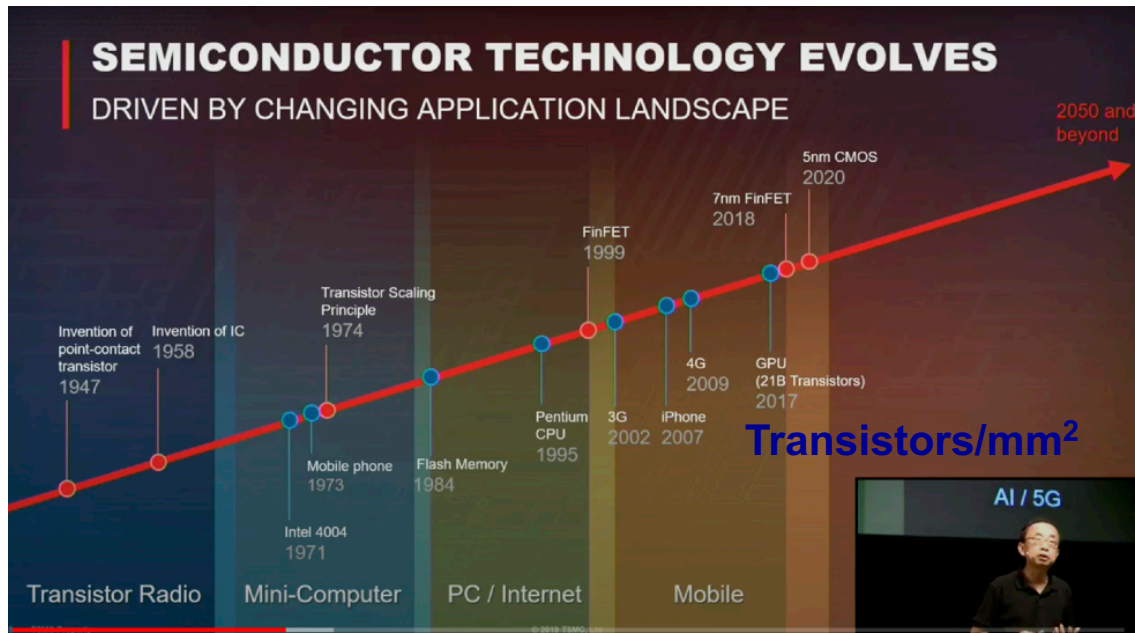 SEMICONDUCTOR TECHNOLOGY EVOLVES
DRIVEN BY CHANGING APPLICATION LANDSCAPE
2050 and
beyond
5nm CMOS
2020
7nm FinFET
2018
FinFET
1999
Transistor Scaling
Principle
1974
Invention of IC
1958
Invention of
point-contact
transistor
1947
Intel 4004
1971
Mobile phone
1973
Flash Memory
1984
Pentium
CPU
1995
3G
2002
iPhone
2007
4G
2009
GPU
(21B Transistors)
2017
Transistors/mm²
AI / 5G
Transistor Radio
Mini-Computer
PC / Internet
Mobile